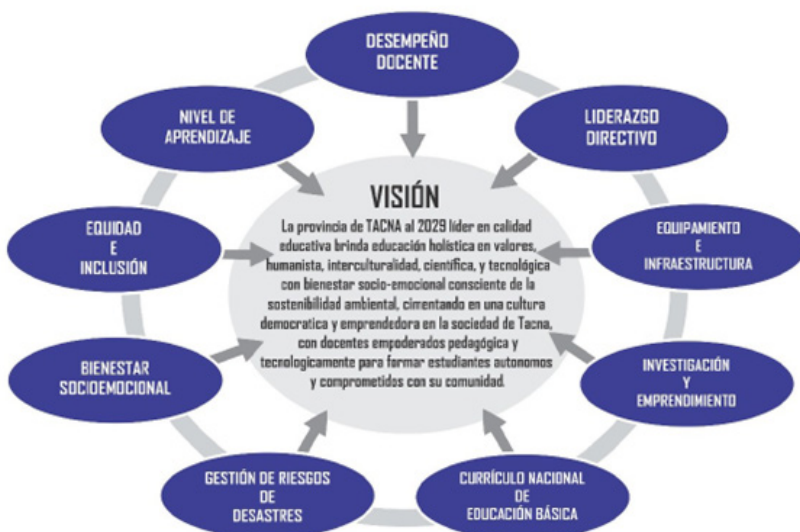 DESEMPEÑO
DOCENTE
NIVEL DE
APRENDIZAJE
LIDERAZGO
DIRECTIVO
EQUIDAD
E
INCLUSIÓN
EQUIPAMIENTO
E
INFRAESTRUCTURA
VISIÓN
La provincia de TACNA al 2029 líder en calidad
educativa brinda educación holística en valores,
humanista, interculturalidad, científica, y tecnológica
con bienestar socio-emocional consciente de la
sostenibilidad ambiental, cimentando en una cultura
democratica y emprendedora en la sociedad de Tacna,
con docentes empoderados pedagógica y
tecnologicamente para formar estudiantes autonomos
y comprometidos con su comunidad.
BIENESTAR
SOCIOEMOCIONAL
INVESTIGACIÓN
Y
EMPRENDIMIENTO
GESTIÓN DE RIESGOS
DE
DESASTRES
CURRÍCULO NACIONAL
DE
EDUCACIÓN BÁSICA